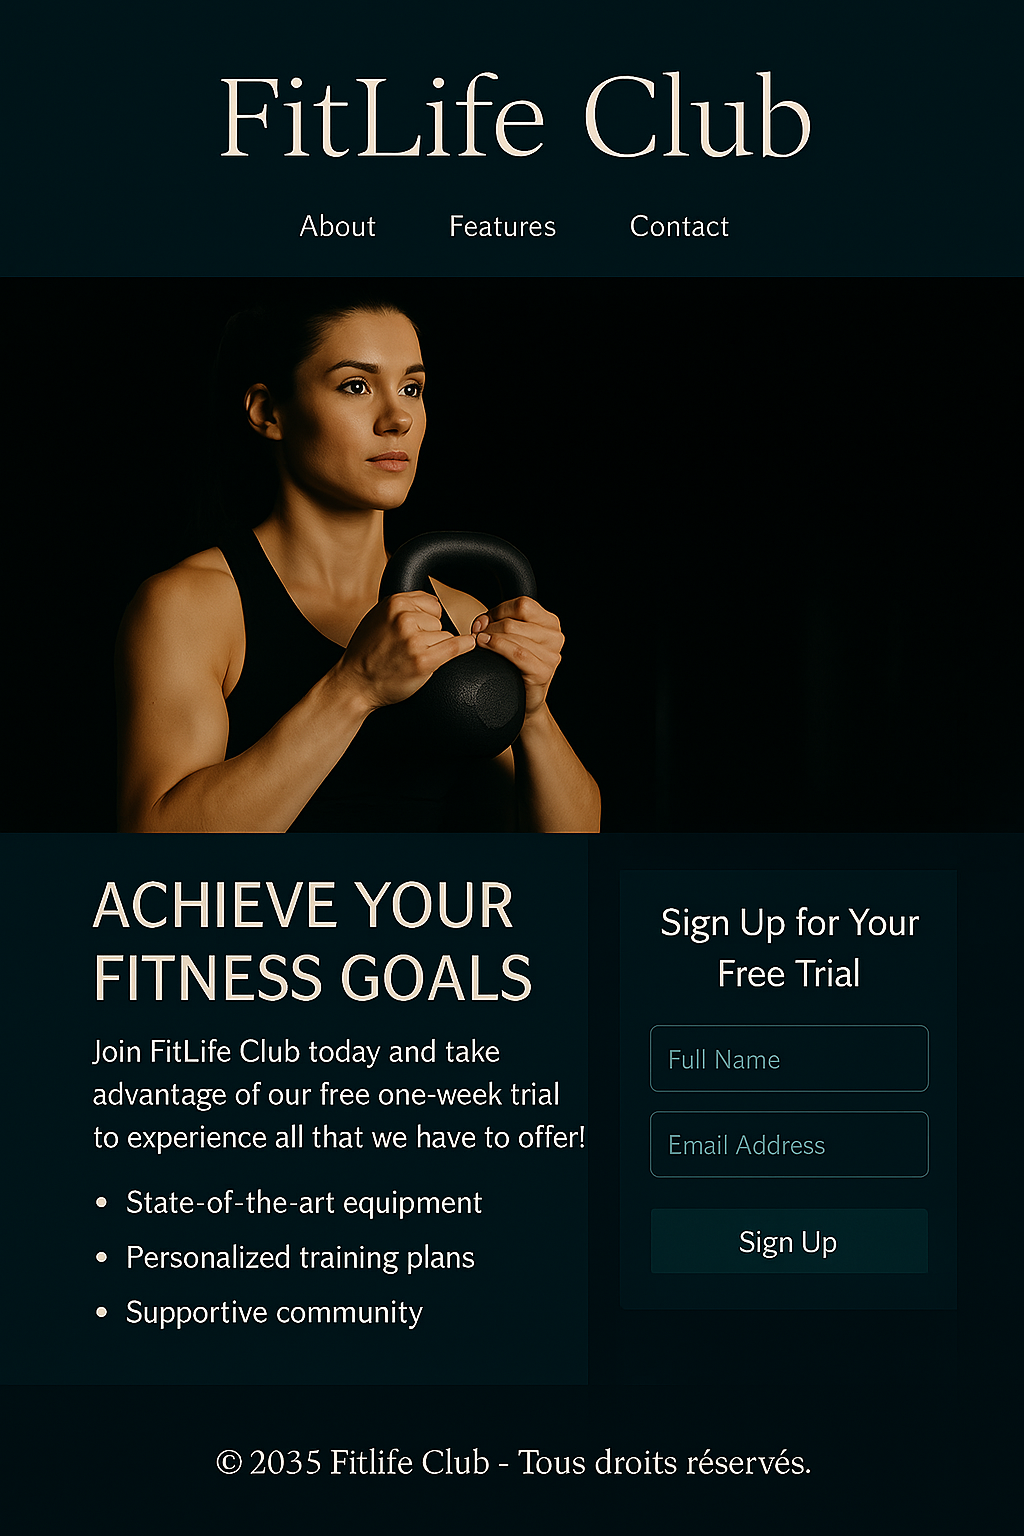 FitLife Club
About Features Contact
ACHIEVE YOUR
FITNESS GOALS
Join FitLife Club today and take
advantage of our free one-week trial
to experience all that we have to offer!
• State-of-the-art equipment
• Personalized training plans
• Supportive community
Sign Up for Your
Free Trial
Full Name
Email Address
Sign Up
© 2035 Fitlife Club - Tous droits réservés.